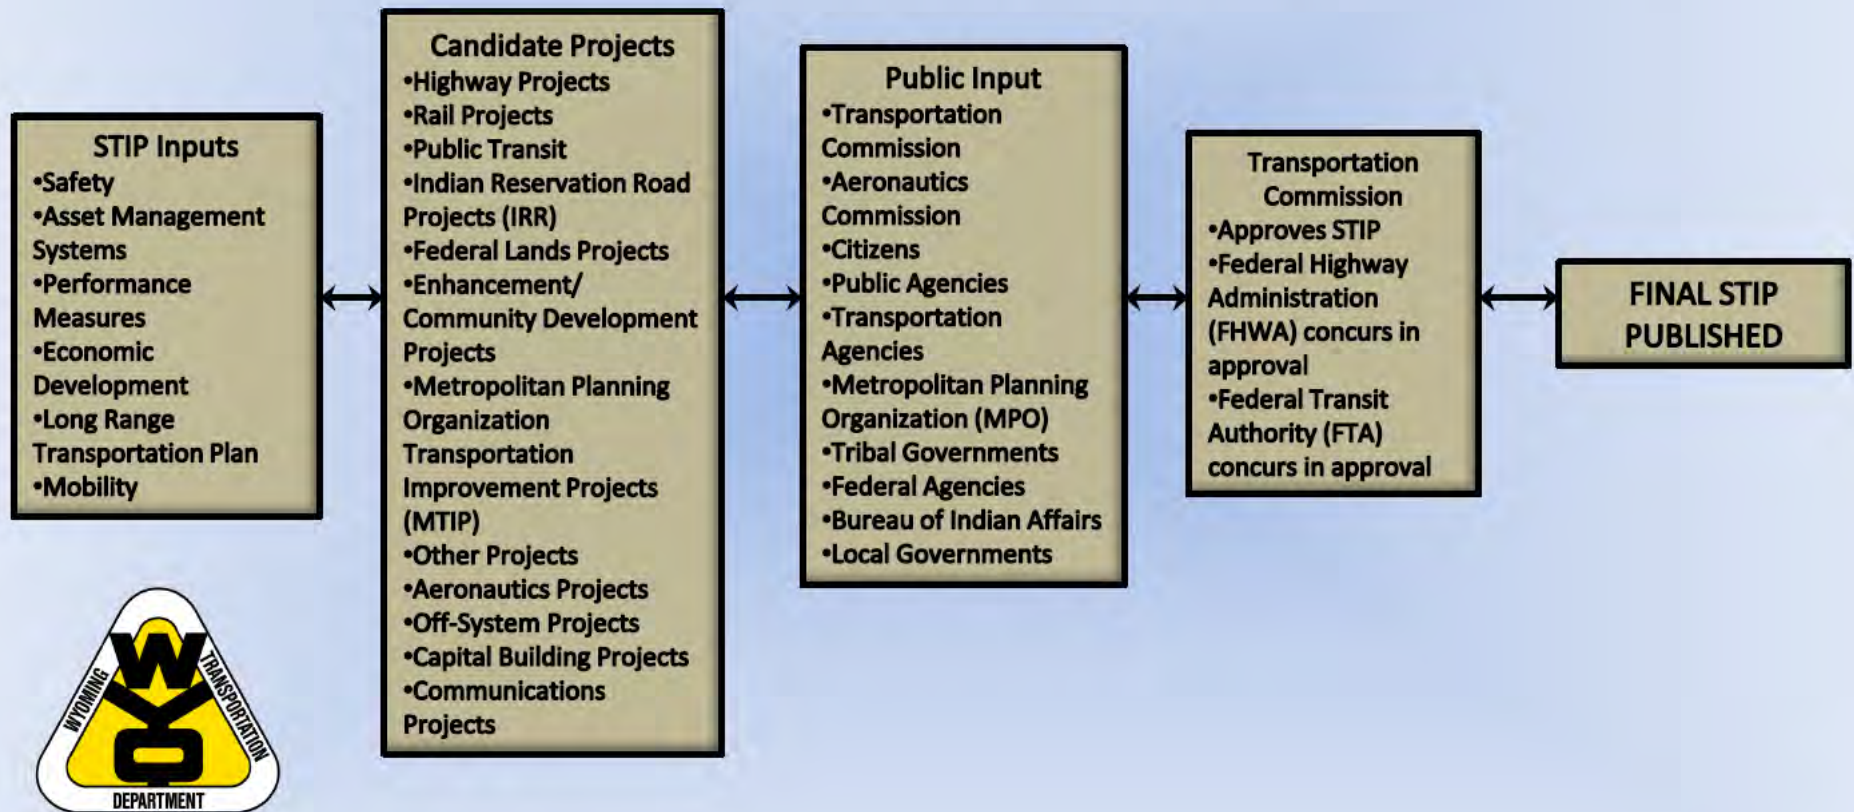 STIP Inputs
•Safety
•Asset Management
Systems
•Performance
Measures
•Economic
Development
•Long Range
Transportation Plan
•Mobility
Candidate Projects
•Highway Projects
•Rail Projects
•Public Transit
•Indian Reservation Road
Projects (IRR)
•Federal Lands Projects
•Enhancement/
Community Development
Projects
•Metropolitan Planning
Organization
Transportation
Improvement Projects
(MTIP)
•Other Projects
•Aeronautics Projects
•Off-System Projects
•Capital Building Projects
•Communications
Projects
Public Input
•Transportation
Commission
•Aeronautics
Commission
•Citizens
•Public Agencies
•Transportation
Agencies
•Metropolitan Planning
Organization (MPO)
•Tribal Governments
•Federal Agencies
•Bureau of Indian Affairs
•Local Governments
Transportation
Commission
•Approves STIP
•Federal Highway
Administration
(FHWA) concurs in
approval
•Federal Transit
Authority (FTA)
concurs in approval
FINAL STIP
PUBLISHED
WYO
WYOMING
TRANSPORTATION
DEPARTMENT